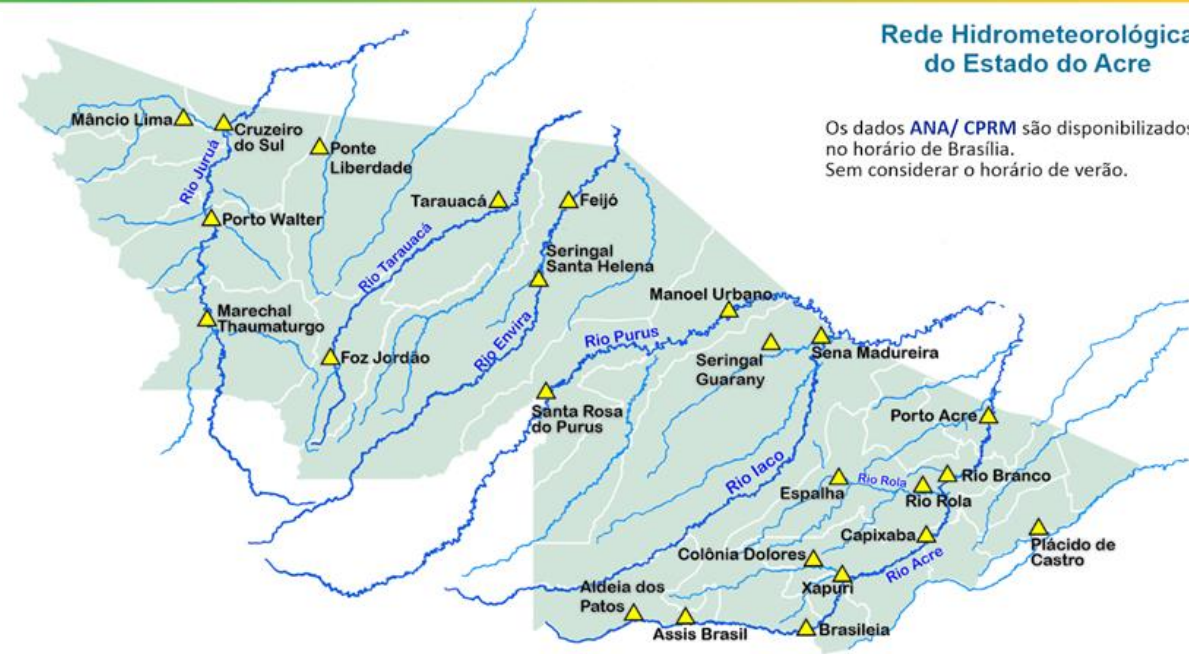 Rede Hidrometeorológica
do Estado do Acre
Os dados ANA/ CPRM são disponibilizados
no horário de Brasília.
Sem considerar o horário de verão.
Mâncio Lima
Cruzeiro
do Sul
Ponte
Liberdade
Rio Juruá
Tarauacá
Feijó
Porto Walter
Rio Tarauacá
Seringal
Santa Helena
Manoel Urbano
Marechal
Thaumaturgo
Rio Envira
Rio Purus
Foz Jordão
Seringal
Guarany
Sena Madureira
Santa Rosa
do Purus
Porto Acre
Rio Iaco
Espalha
Rio Rola
Rio Rola
Rio Branco
Capixaba
Plácido de
Castro
Colônia Dolores
Rio Acre
Xapuri
Aldeia dos
Patos
Assis Brasil
Brasileia